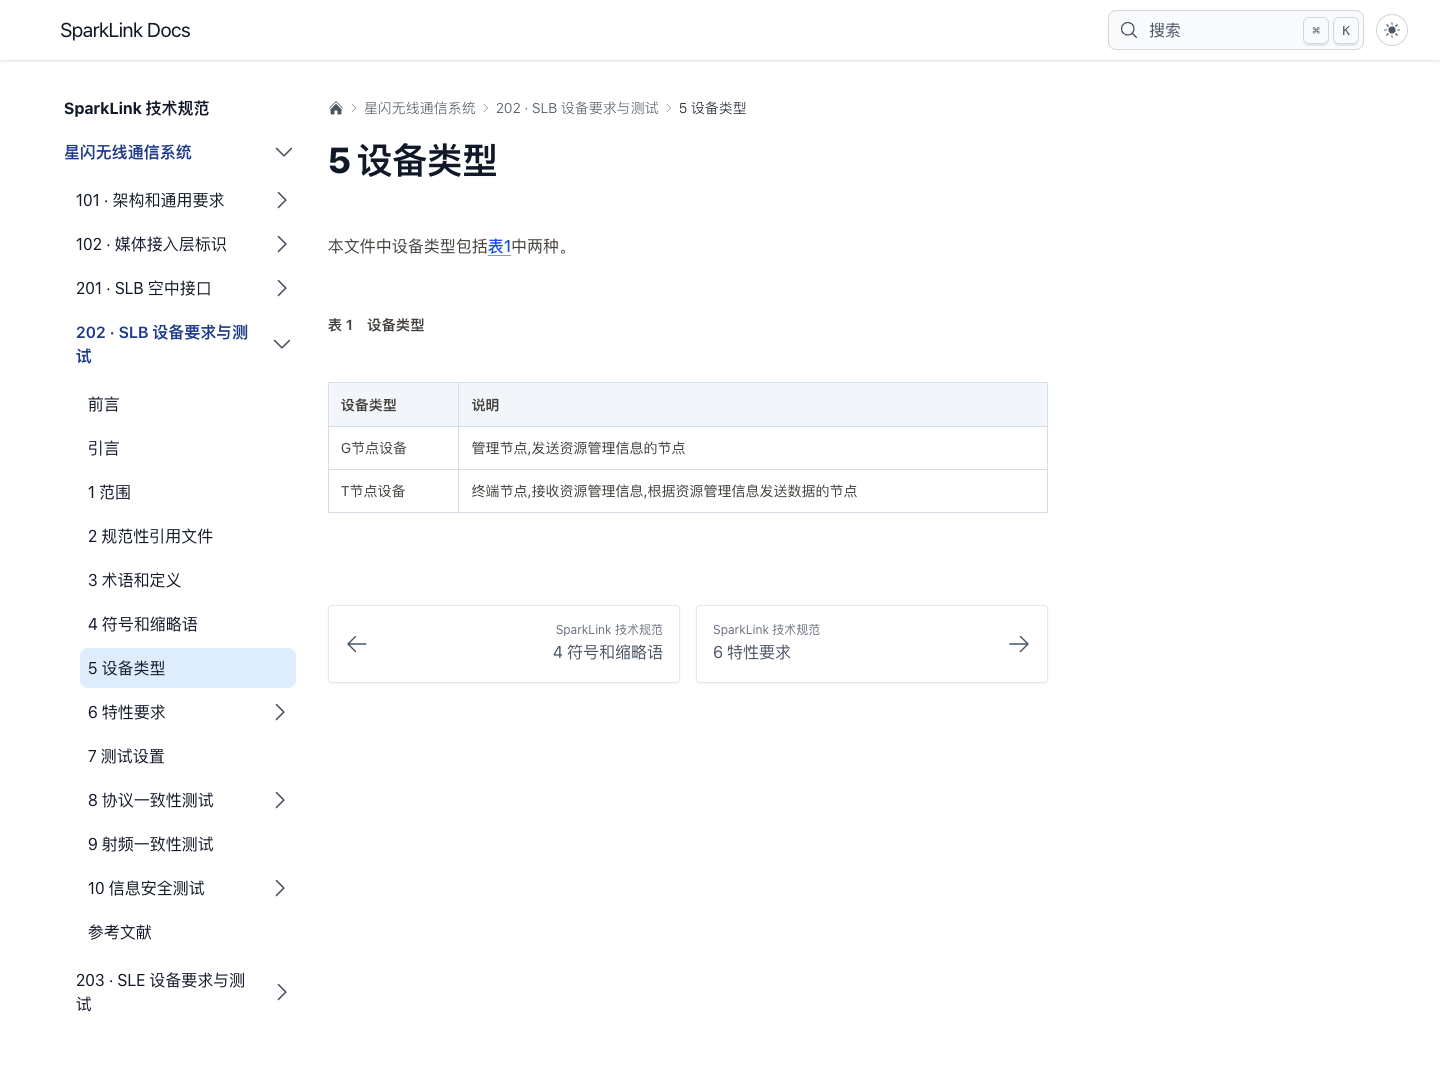 SparkLink Docs
搜索
⌘ K
SparkLink 技术规范
星闪无线通信系统
101 · 架构和通用要求
102 · 媒体接入层标识
201 · SLB 空中接口
202 · SLB 设备要求与测
试
前言
引言
1 范围
2 规范性引用文件
3 术语和定义
4 符号和缩略语
5 设备类型
6 特性要求
7 测试设置
8 协议一致性测试
9 射频一致性测试
10 信息安全测试
参考文献
203 · SLE 设备要求与测
试
星闪无线通信系统 202 · SLB 设备要求与测试 5 设备类型
5 设备类型
本文件中设备类型包括表1中两种。
表 1 设备类型
设备类型 说明
G节点设备 管理节点,发送资源管理信息的节点
T节点设备 终端节点,接收资源管理信息,根据资源管理信息发送数据的节点
SparkLink 技术规范
4 符号和缩略语
SparkLink 技术规范
6 特性要求